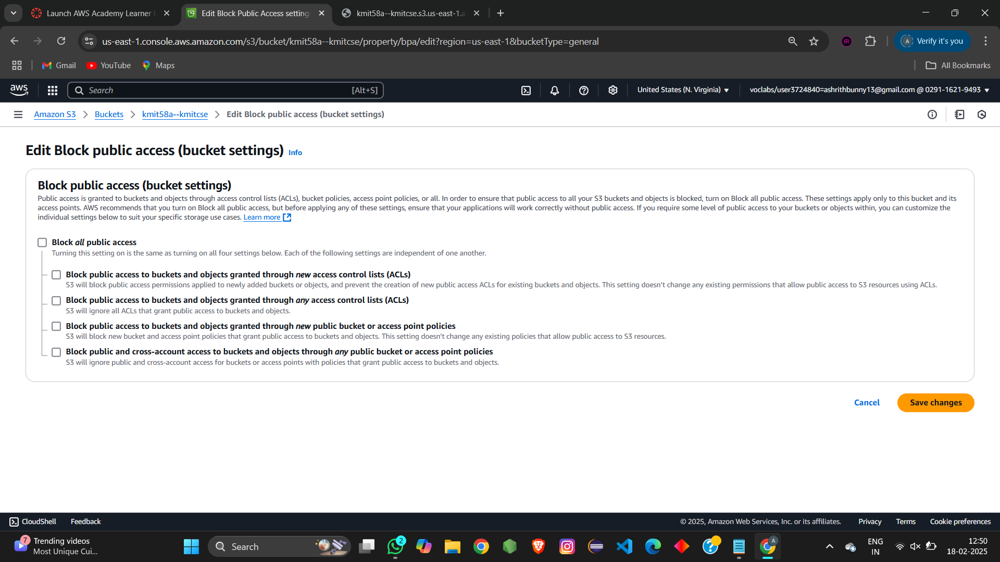 Launch AWS Academy Learner L
Edit Block Public Access setting
kmit58a--kmitcse.s3.us-east-1.a
us-east-1.console.aws.amazon.com/s3/bucket/kmit58a--kmitcse/property/bpa/edit?region=us-east-1&bucketType=general
A
Verify it's you
Gmail
YouTube
Maps
All Bookmarks
aws
Search
[Alt+S]
United States (N. Virginia)
voclabs/user3724840=ashrithbunny13@gmail.com @ 0291-1621-9493
Amazon S3
Buckets
kmit58a--kmitcse
Edit Block public access (bucket settings)
Edit Block public access (bucket settings) Info
Block public access (bucket settings)
Public access is granted to buckets and objects through access control lists (ACLs), bucket policies, access point policies, or all. In order to ensure that public access to all your S3 buckets and objects is blocked, turn on Block all public access. These settings apply only to this bucket and its
access points. AWS recommends that you turn on Block all public access, but before applying any of these settings, ensure that your applications will work correctly without public access. If you require some level of public access to your buckets or objects within, you can customize the
individual settings below to suit your specific storage use cases. Learn more
Block all public access
Turning this setting on is the same as turning on all four settings below. Each of the following settings are independent of one another.
Block public access to buckets and objects granted through new access control lists (ACLs)
S3 will block public access permissions applied to newly added buckets or objects, and prevent the creation of new public access ACLs for existing buckets and objects. This setting doesn't change any existing permissions that allow public access to S3 resources using ACLs.
Block public access to buckets and objects granted through any access control lists (ACLs)
S3 will ignore all ACLs that grant public access to buckets and objects.
Block public access to buckets and objects granted through new public bucket or access point policies
S3 will block new bucket and access point policies that grant public access to buckets and objects. This setting doesn't change any existing policies that allow public access to S3 resources.
Block public and cross-account access to buckets and objects through any public bucket or access point policies
S3 will ignore public and cross-account access for buckets or access points with policies that grant public access to buckets and objects.
Cancel
Save changes
CloudShell
Feedback
© 2025, Amazon Web Services, Inc. or its affiliates.
Privacy
Terms
Cookie preferences
7
Trending videos
Most Unique Cui...
Search
2
A
ENG
IN
12:50
18-02-2025